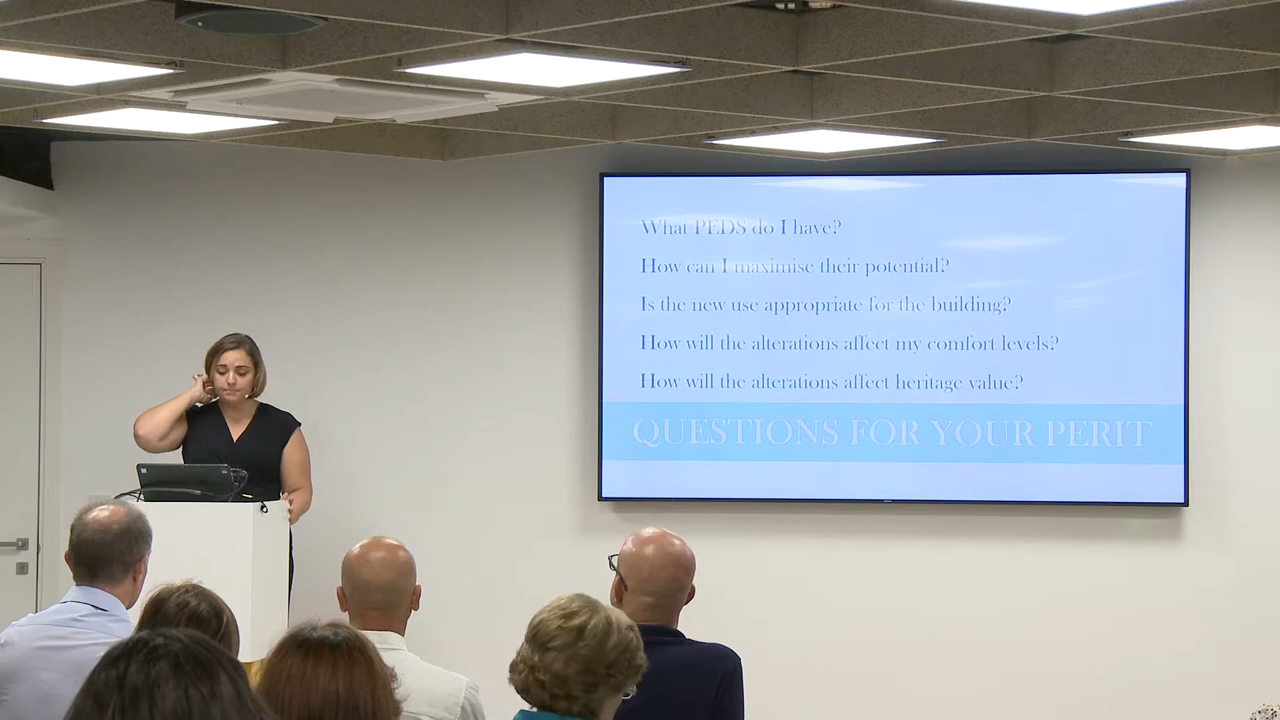 What PEDS do I have?
How can I maximise their potential?
Is the new use appropriate for the building?
How will the alterations affect my comfort levels?
How will the alterations affect heritage value?
QUESTIONS FOR YOUR PERIT